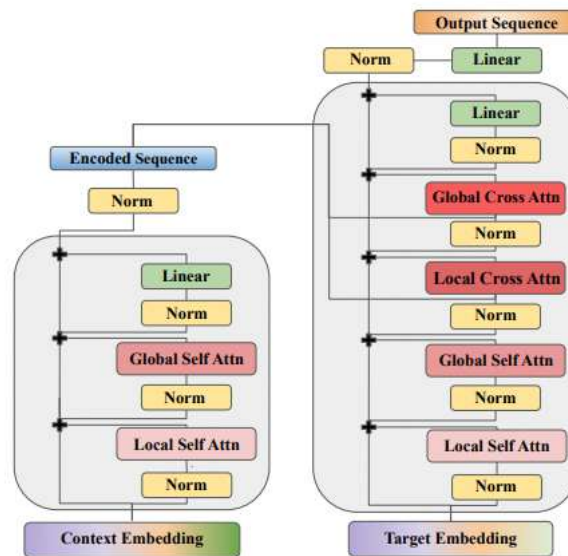 Output Sequence
Norm
Linear
Linear
Norm
Encoded Sequence
Norm
Global Cross Attn
Norm
Linear
Local Cross Attn
Norm
Norm
Global Self Attn
Global Self Attn
Norm
Norm
Local Self Attn
Local Self Attn
Norm
Norm
Context Embedding
Target Embedding